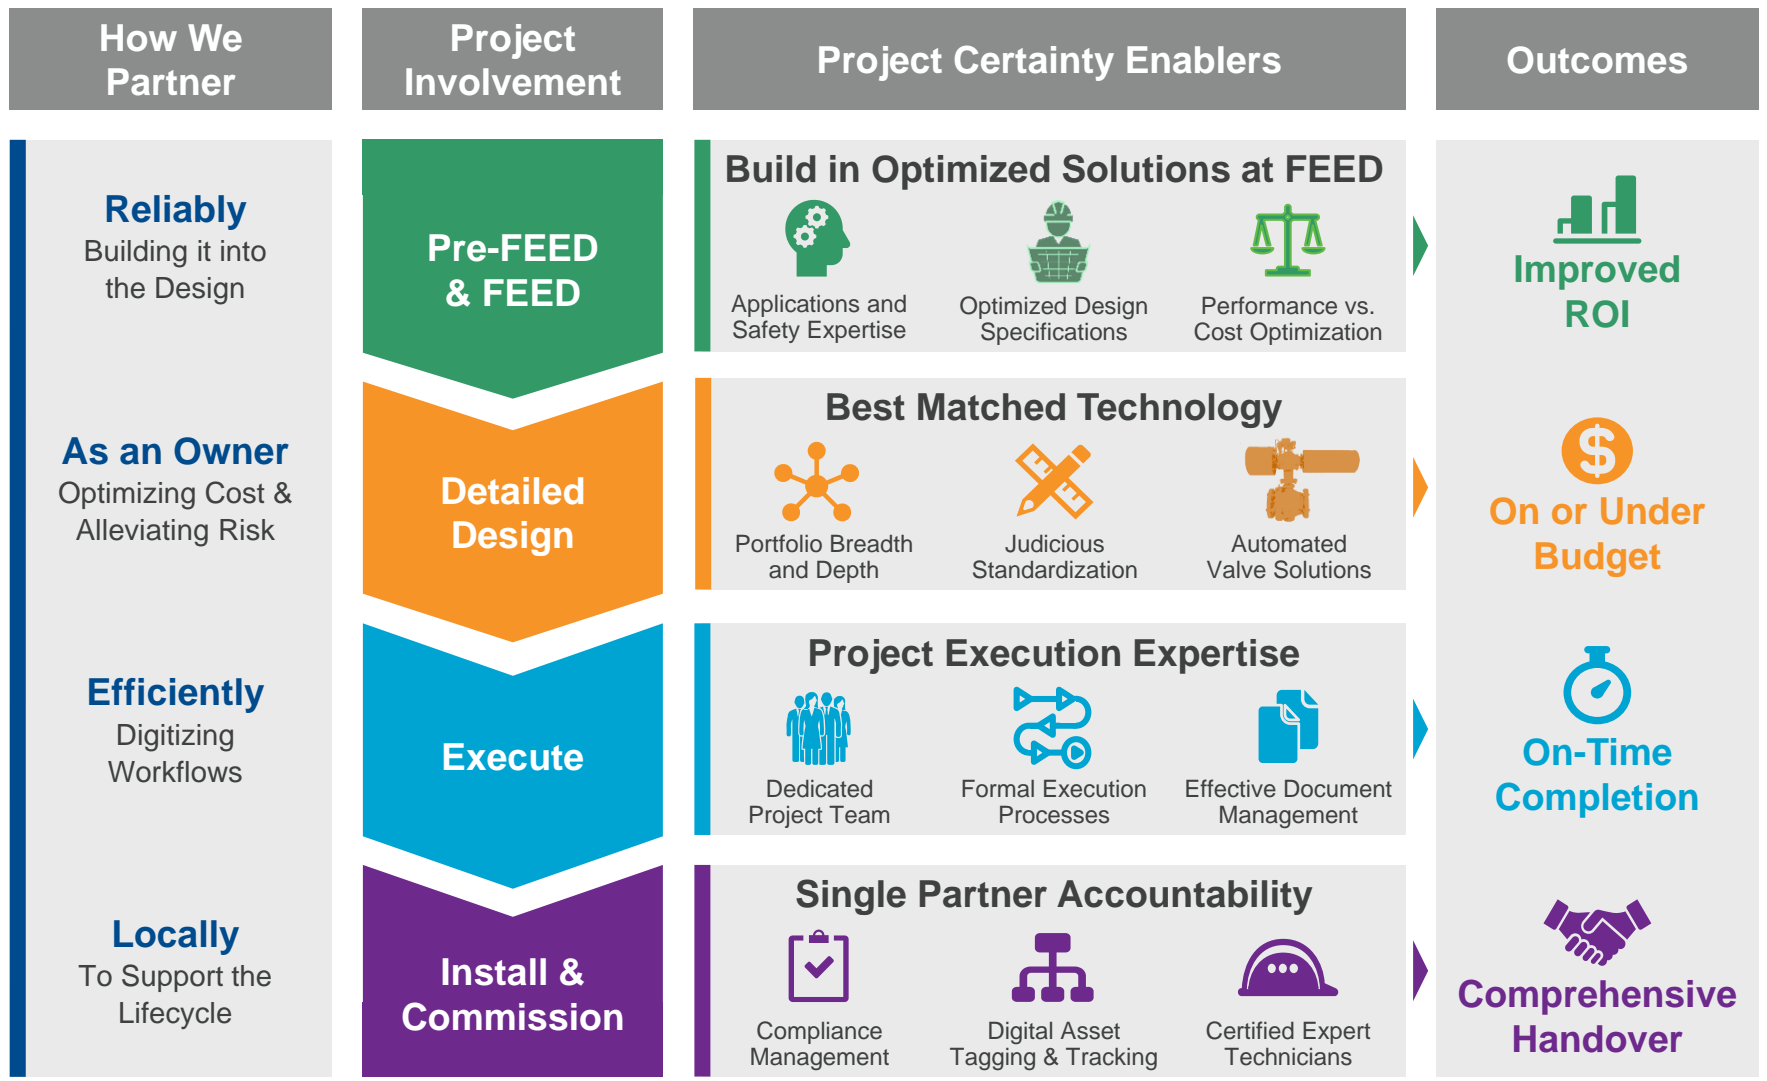 How We
Partner
Project
Involvement
Project Certainty Enablers
Outcomes
Reliably
Building it into
the Design
Pre-FEED
& FEED
Build in Optimized Solutions at FEED
Applications and
Safety Expertise
Optimized Design
Specifications
Performance vs.
Cost Optimization
Improved
ROI
As an Owner
Optimizing Cost &
Alleviating Risk
Detailed
Design
Best Matched Technology
Portfolio Breadth
and Depth
Judicious
Standardization
Automated
Valve Solutions
$
On or Under
Budget
Efficiently
Digitizing
Workflows
Execute
Project Execution Expertise
Dedicated
Project Team
Formal Execution
Processes
Effective Document
Management
On-Time
Completion
Locally
To Support the
Lifecycle
Install &
Commission
Single Partner Accountability
Compliance
Management
Digital Asset
Tagging & Tracking
Certified Expert
Technicians
Comprehensive
Handover